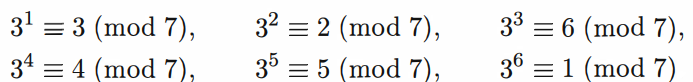 3¹ ≡ 3 (mod 7), 3² ≡ 2 (mod 7), 3³ ≡ 6 (mod 7),
3⁴ ≡ 4 (mod 7), 3⁵ ≡ 5 (mod 7), 3⁶ ≡ 1 (mod 7)